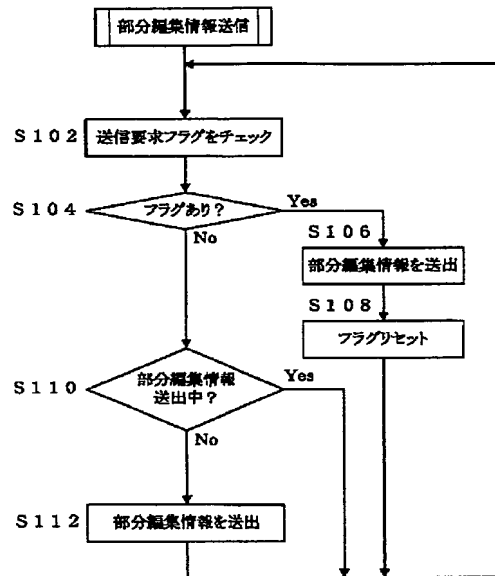 部分編集情報送信
S102
送信要求フラグをチェック
S104
フラグあり?
Yes
No
S106
部分編集情報を送出
S108
フラグリセット
S110
部分編集情報
送出中?
Yes
No
S112
部分編集情報を送出